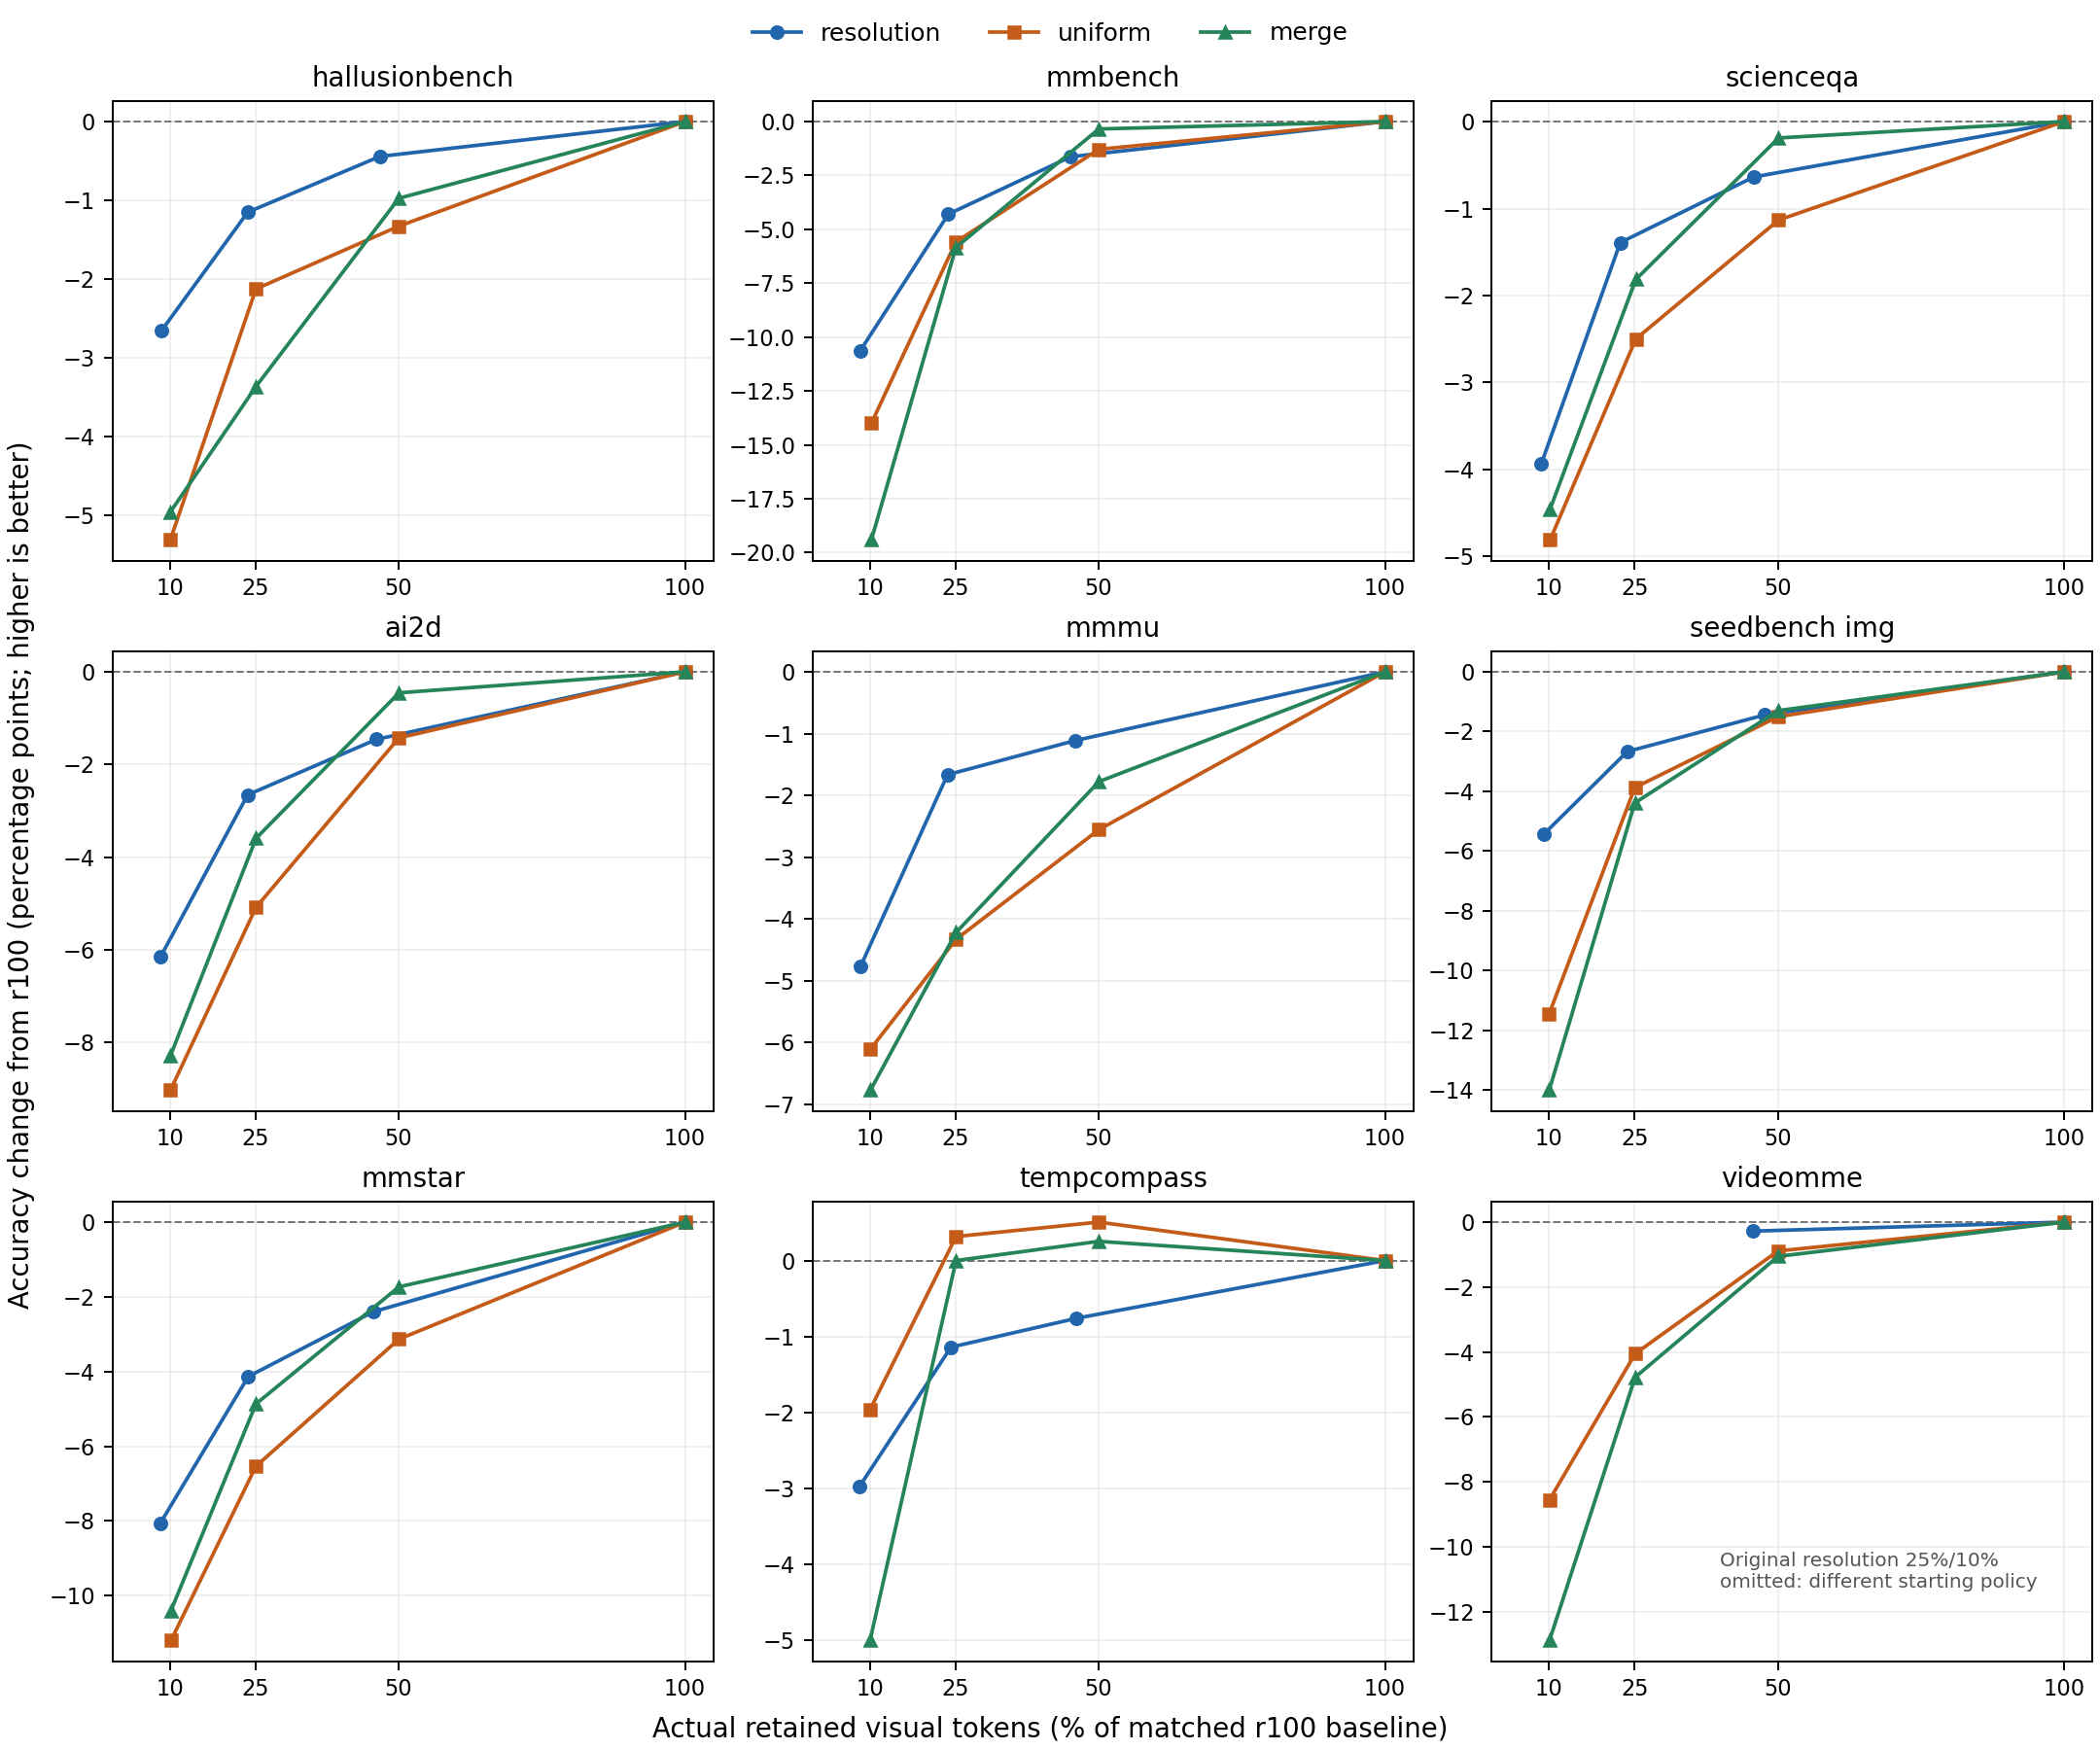 resolution uniform merge
hallusionbench
0
−1
−2
−3
−4
−5
10 25 50 100
mmbench
0.0
−2.5
−5.0
−7.5
−10.0
−12.5
−15.0
−17.5
−20.0
10 25 50 100
scienceqa
0
−1
−2
−3
−4
−5
10 25 50 100
ai2d
0
−2
−4
−6
−8
10 25 50 100
mmmu
0
−1
−2
−3
−4
−5
−6
−7
10 25 50 100
seedbench img
0
−2
−4
−6
−8
−10
−12
−14
10 25 50 100
mmstar
0
−2
−4
−6
−8
−10
10 25 50 100
tempcompass
0
−1
−2
−3
−4
−5
10 25 50 100
videomme
0
−2
−4
−6
−8
−10
−12
Original resolution 25%/10%
omitted: different starting policy
10 25 50 100
Accuracy change from r100 (percentage points; higher is better)
Actual retained visual tokens (% of matched r100 baseline)